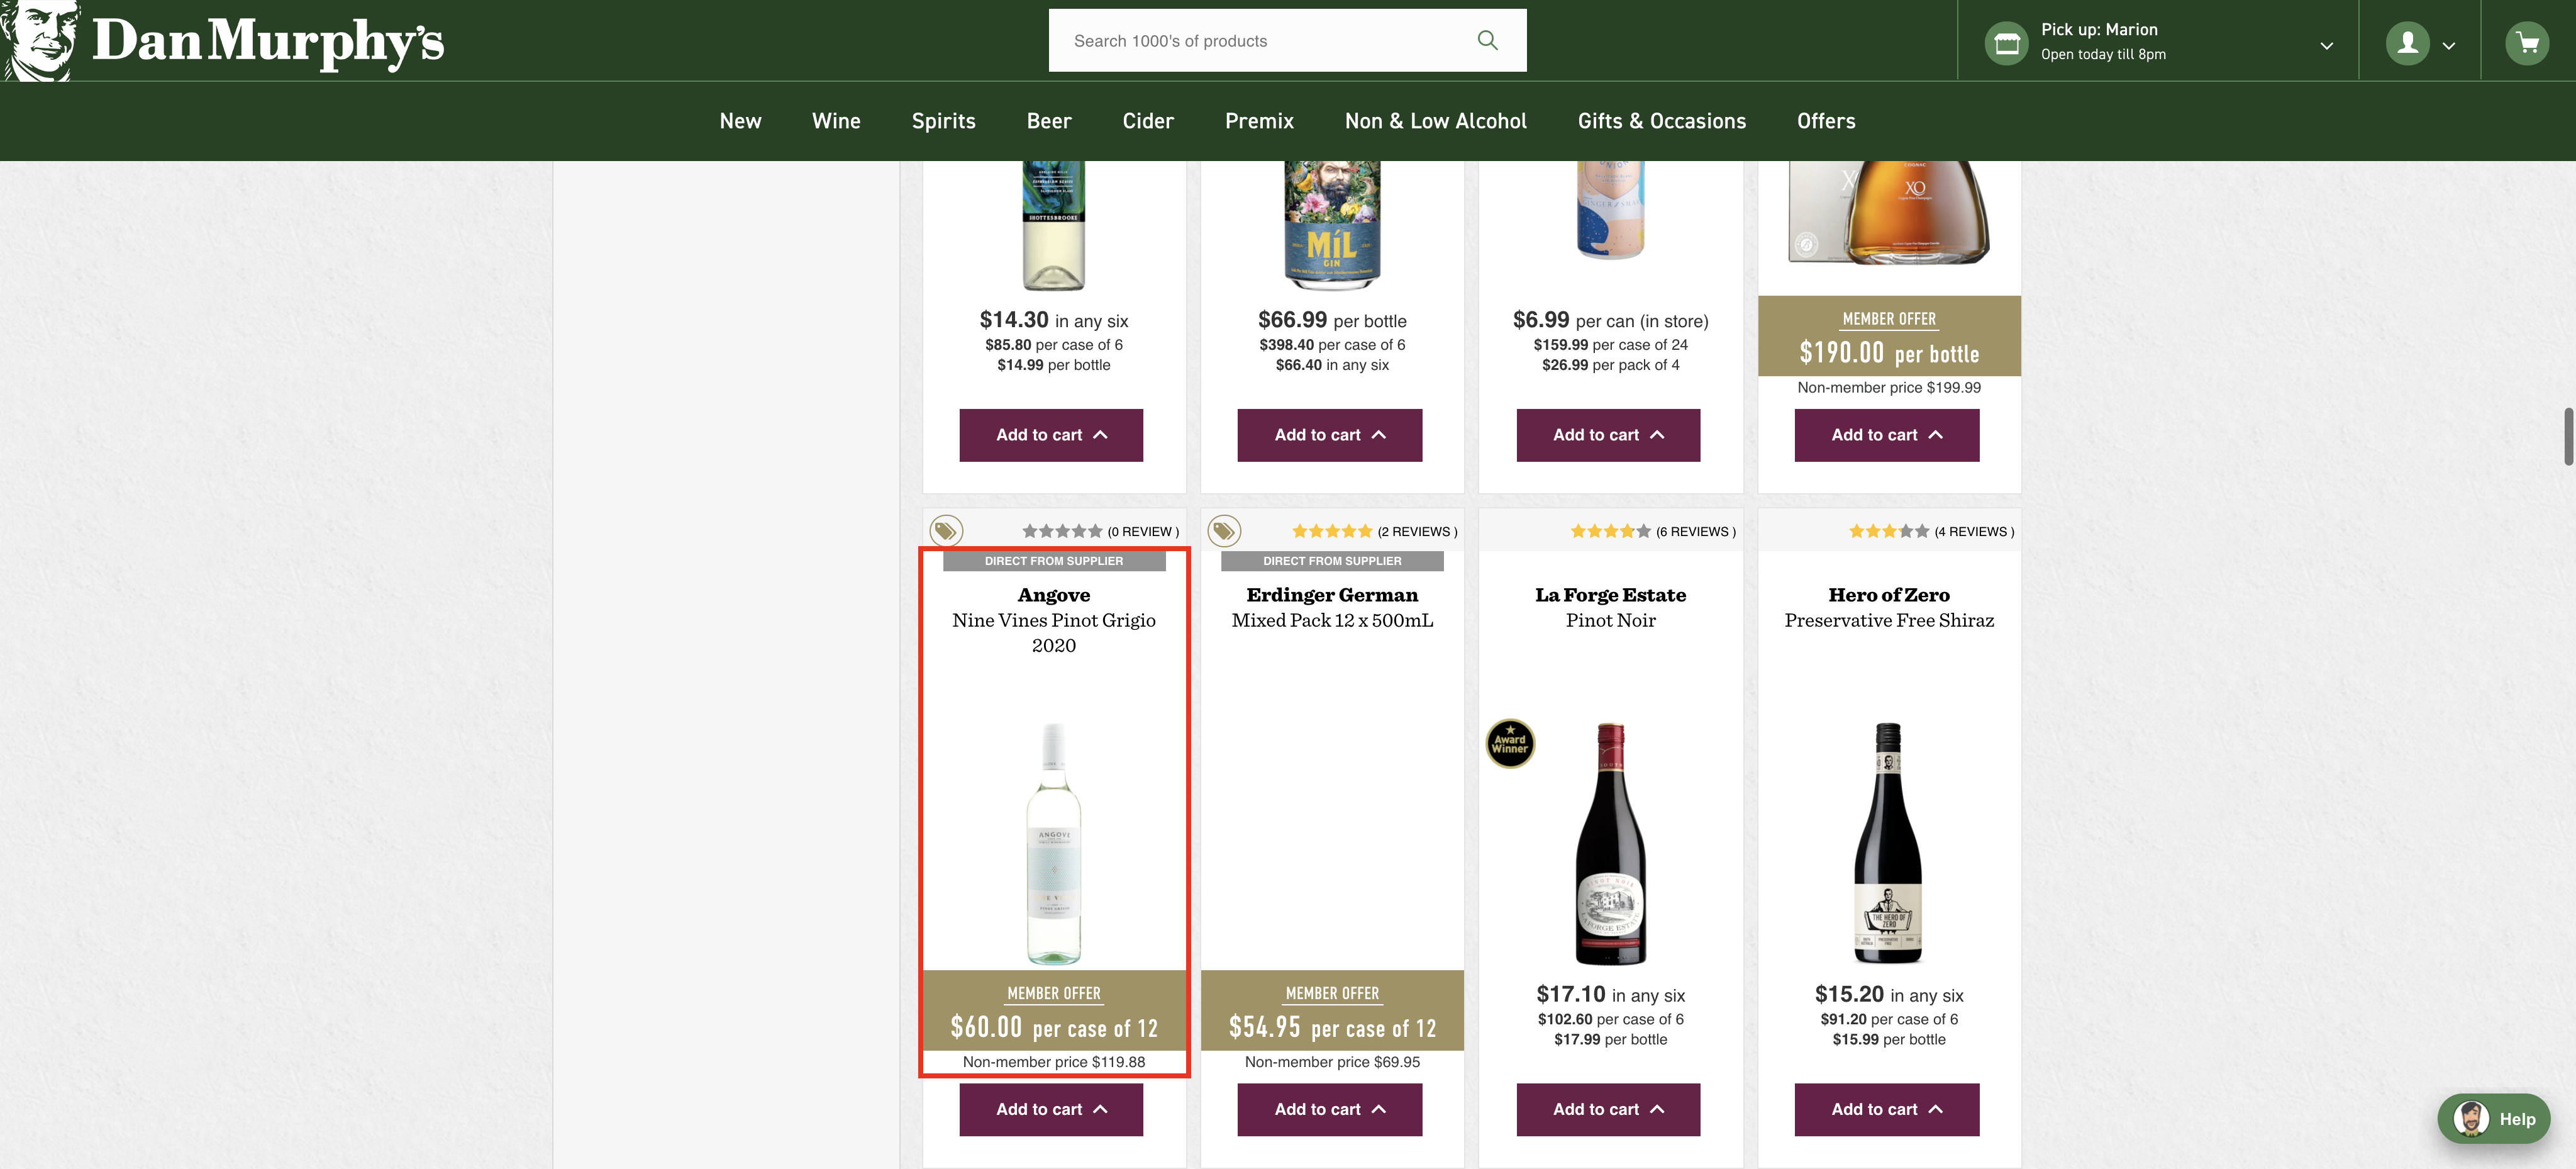 Dan Murphy's
Search 1000's of products
Pick up: Marion
Open today till 8pm
New Wine Spirits Beer Cider Premix Non & Low Alcohol Gifts & Occasions Offers
SHOTTESBROOKE
MíL
GIN
COGNAC
XO
$14.30 in any six
$85.80 per case of 6
$14.99 per bottle
Add to cart
$66.99 per bottle
$398.40 per case of 6
$66.40 in any six
Add to cart
$6.99 per can (in store)
$159.99 per case of 24
$26.99 per pack of 4
Add to cart
MEMBER OFFER
$190.00 per bottle
Non-member price $199.99
Add to cart
(0 REVIEW )
DIRECT FROM SUPPLIER
Angove
Nine Vines Pinot Grigio
2020
ANGOVE
MEMBER OFFER
$60.00 per case of 12
Non-member price $119.88
Add to cart
(2 REVIEWS )
DIRECT FROM SUPPLIER
Erdinger German
Mixed Pack 12 x 500mL
MEMBER OFFER
$54.95 per case of 12
Non-member price $69.95
Add to cart
(6 REVIEWS )
La Forge Estate
Pinot Noir
Award
Winner
PINOT NOIR
$17.10 in any six
$102.60 per case of 6
$17.99 per bottle
Add to cart
(4 REVIEWS )
Hero of Zero
Preservative Free Shiraz
THE HERO OF
ZERO
$15.20 in any six
$91.20 per case of 6
$15.99 per bottle
Add to cart
Help